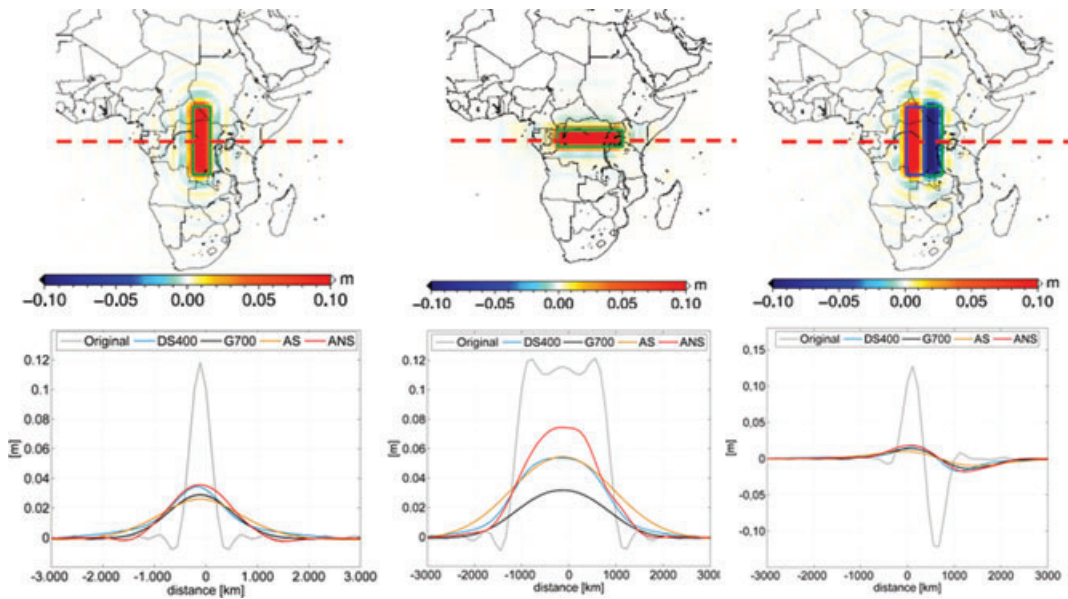 m
−0.10 −0.05 0.00 0.05 0.10
m
−0.10 −0.05 0.00 0.05 0.10
m
−0.10 −0.05 0.00 0.05 0.10
Original DS400 G700 AS ANS
0.12
0.1
0.08
0.06
0.04
0.02
0
[m]
-3.000 -2.000 -1.000 0 1.000 2.000 3.000
distance [km]
Original DS400 G700 AS ANS
0.12
0.1
0.08
0.06
0.04
0.02
0
[m]
-3000 -2000 -1000 0 1000 2000 300
distance [km]
Original DS400 G700 AS ANS
0.15
0,10
0,05
0
-0,05
-0,10
[m]
-3000 -2000 -1000 0 1000 2000 3000
distance [km]